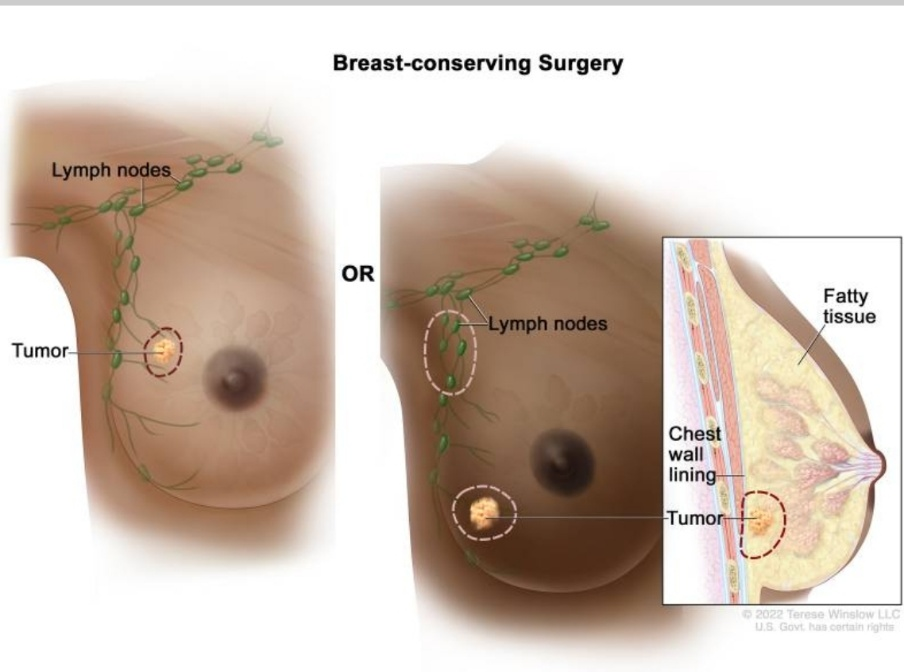 Breast-conserving Surgery
Lymph nodes
Tumor
OR
Lymph nodes
Fatty
tissue
Chest
wall
lining
Tumor
© 2022 Terese Winslow LLC
U.S. Govt. has certain rights